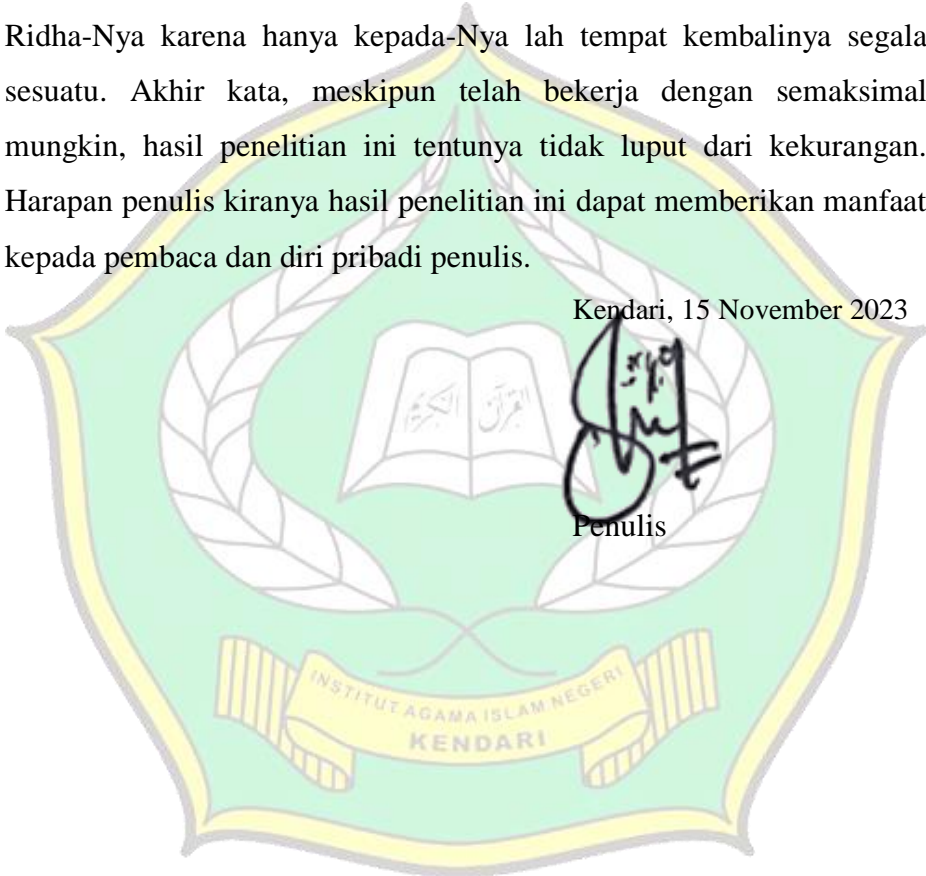 Ridha-Nya karena hanya kepada-Nya lah tempat kembalinya segala
sesuatu. Akhir kata, meskipun telah bekerja dengan semaksimal
mungkin, hasil penelitian ini tentunya tidak luput dari kekurangan.
Harapan penulis kiranya hasil penelitian ini dapat memberikan manfaat
kepada pembaca dan diri pribadi penulis.
Kendari, 15 November 2023
القرآن الكريم
Penulis
INSTITUT AGAMA ISLAM NEGERI
KENDARI